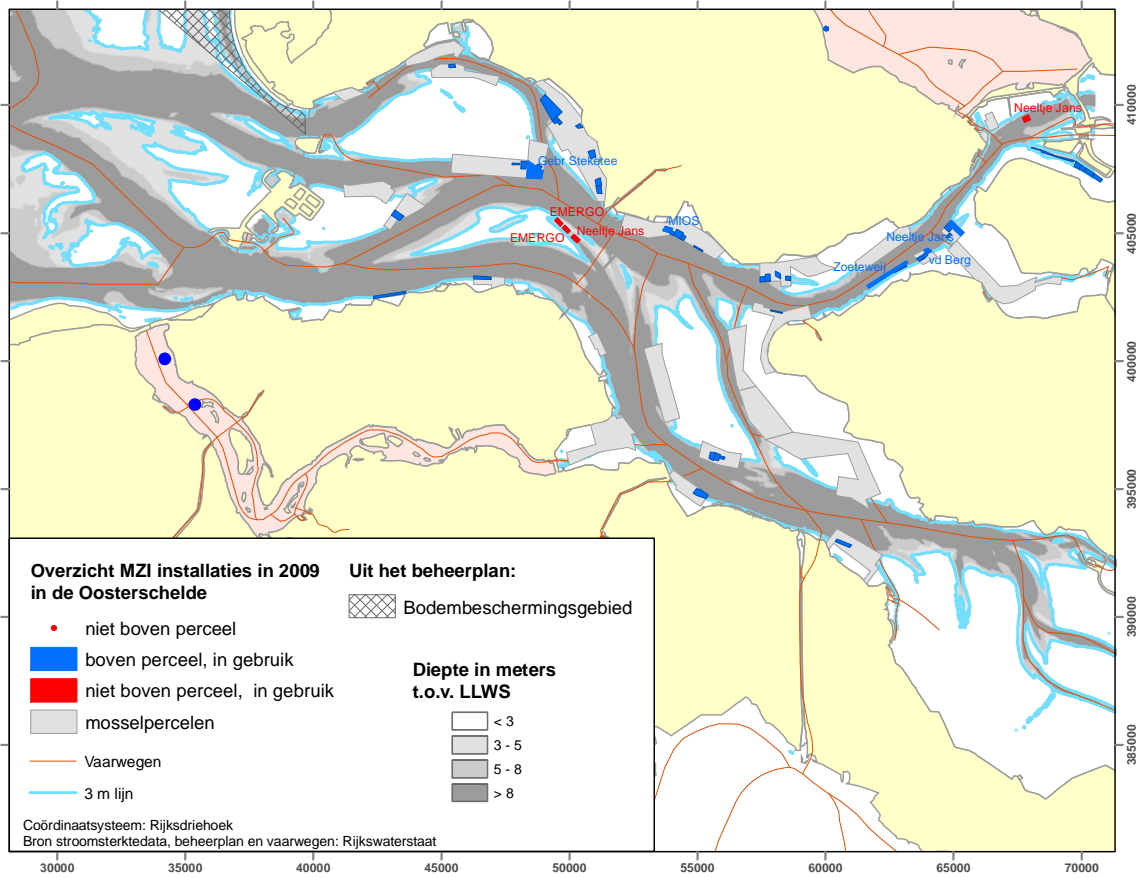 Neeltje Jans
410000
Gebr Steketee
EMERGO
MIOS
Neeltje Jans
EMERGO
Neeltje Jans
405000
vd Berg
Zoeteweij
400000
395000
Overzicht MZI installaties in 2009
in de Oosterschelde
niet boven perceel
boven perceel, in gebruik
niet boven perceel, in gebruik
mosselpercelen
Vaarwegen
3 m lijn
Uit het beheerplan:
Bodembeschermingsgebied
Diepte in meters
t.o.v. LLWS
< 3
3 - 5
5 - 8
> 8
390000
385000
Coördinaatsysteem: Rijksdriehoek
Bron stroomsterktedata, beheerplan en vaarwegen: Rijkswaterstaat
30000 35000 40000 45000 50000 55000 60000 65000 70000